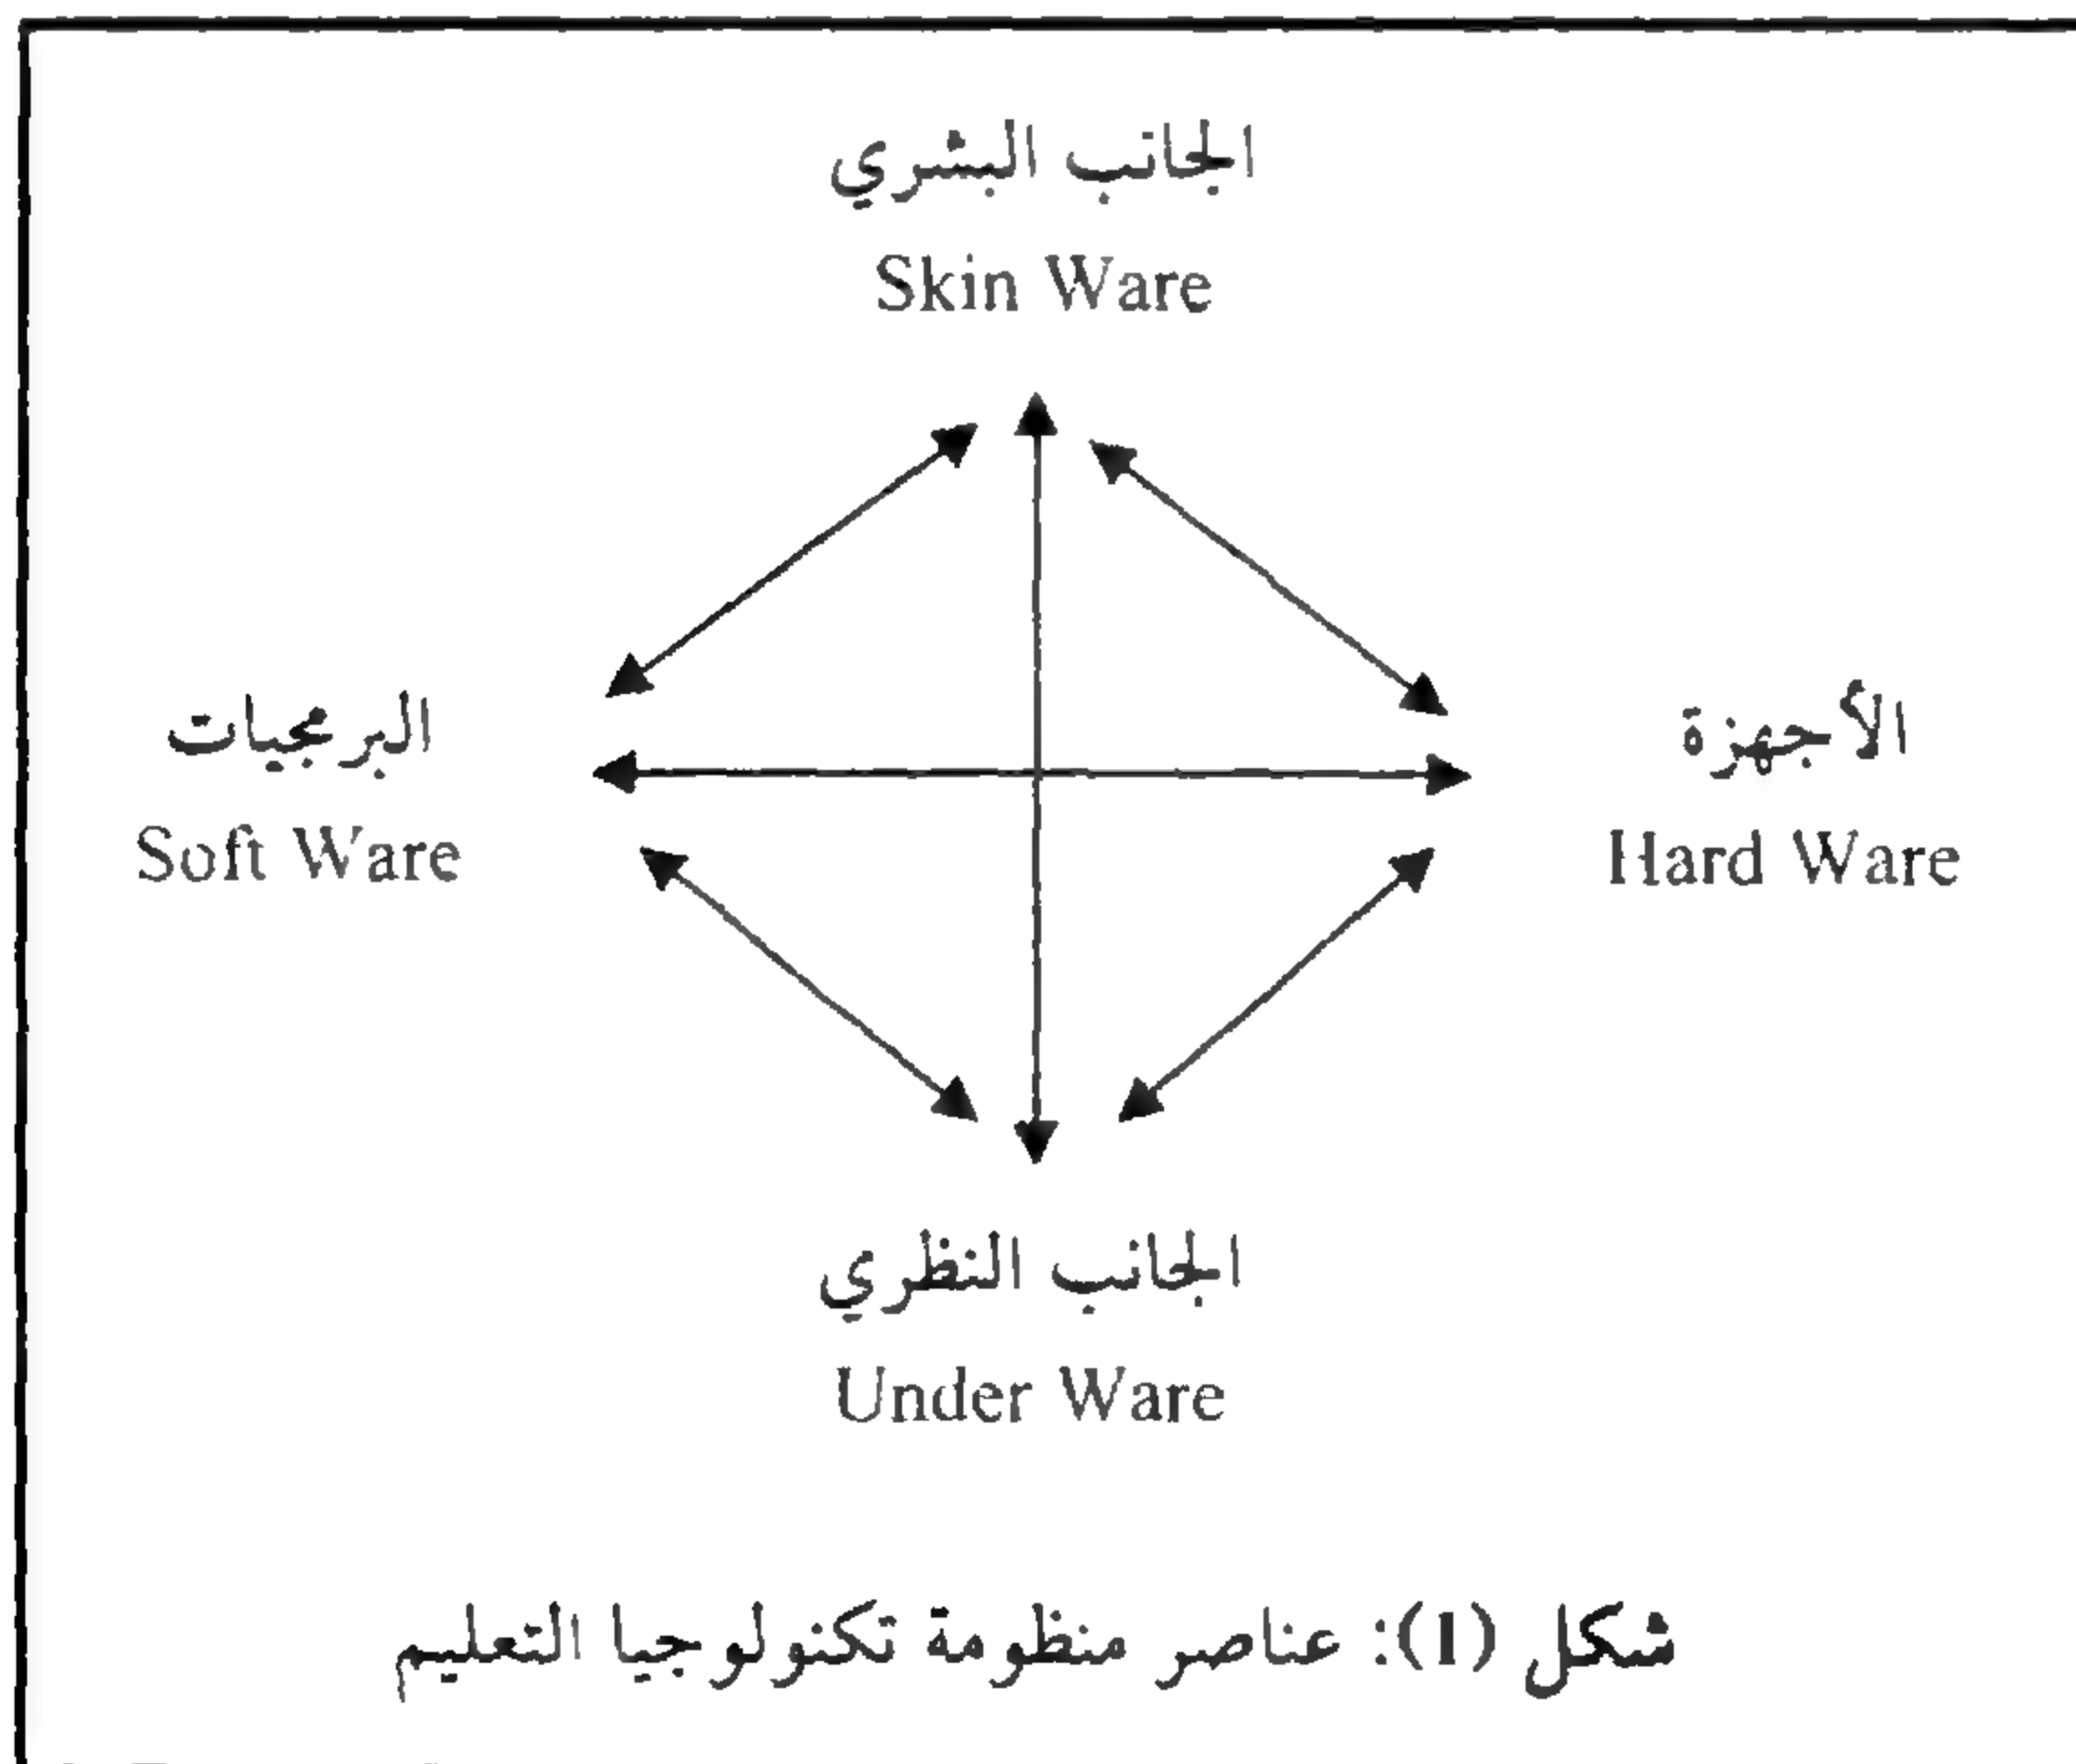 الجانب البشري
Skin Ware
الأجهزة
Hard Ware
البرمجيات
Soft Ware
الجانب النظري
Under Ware
شكل (1): عناصر منظومة تكنولوجيا التعليم